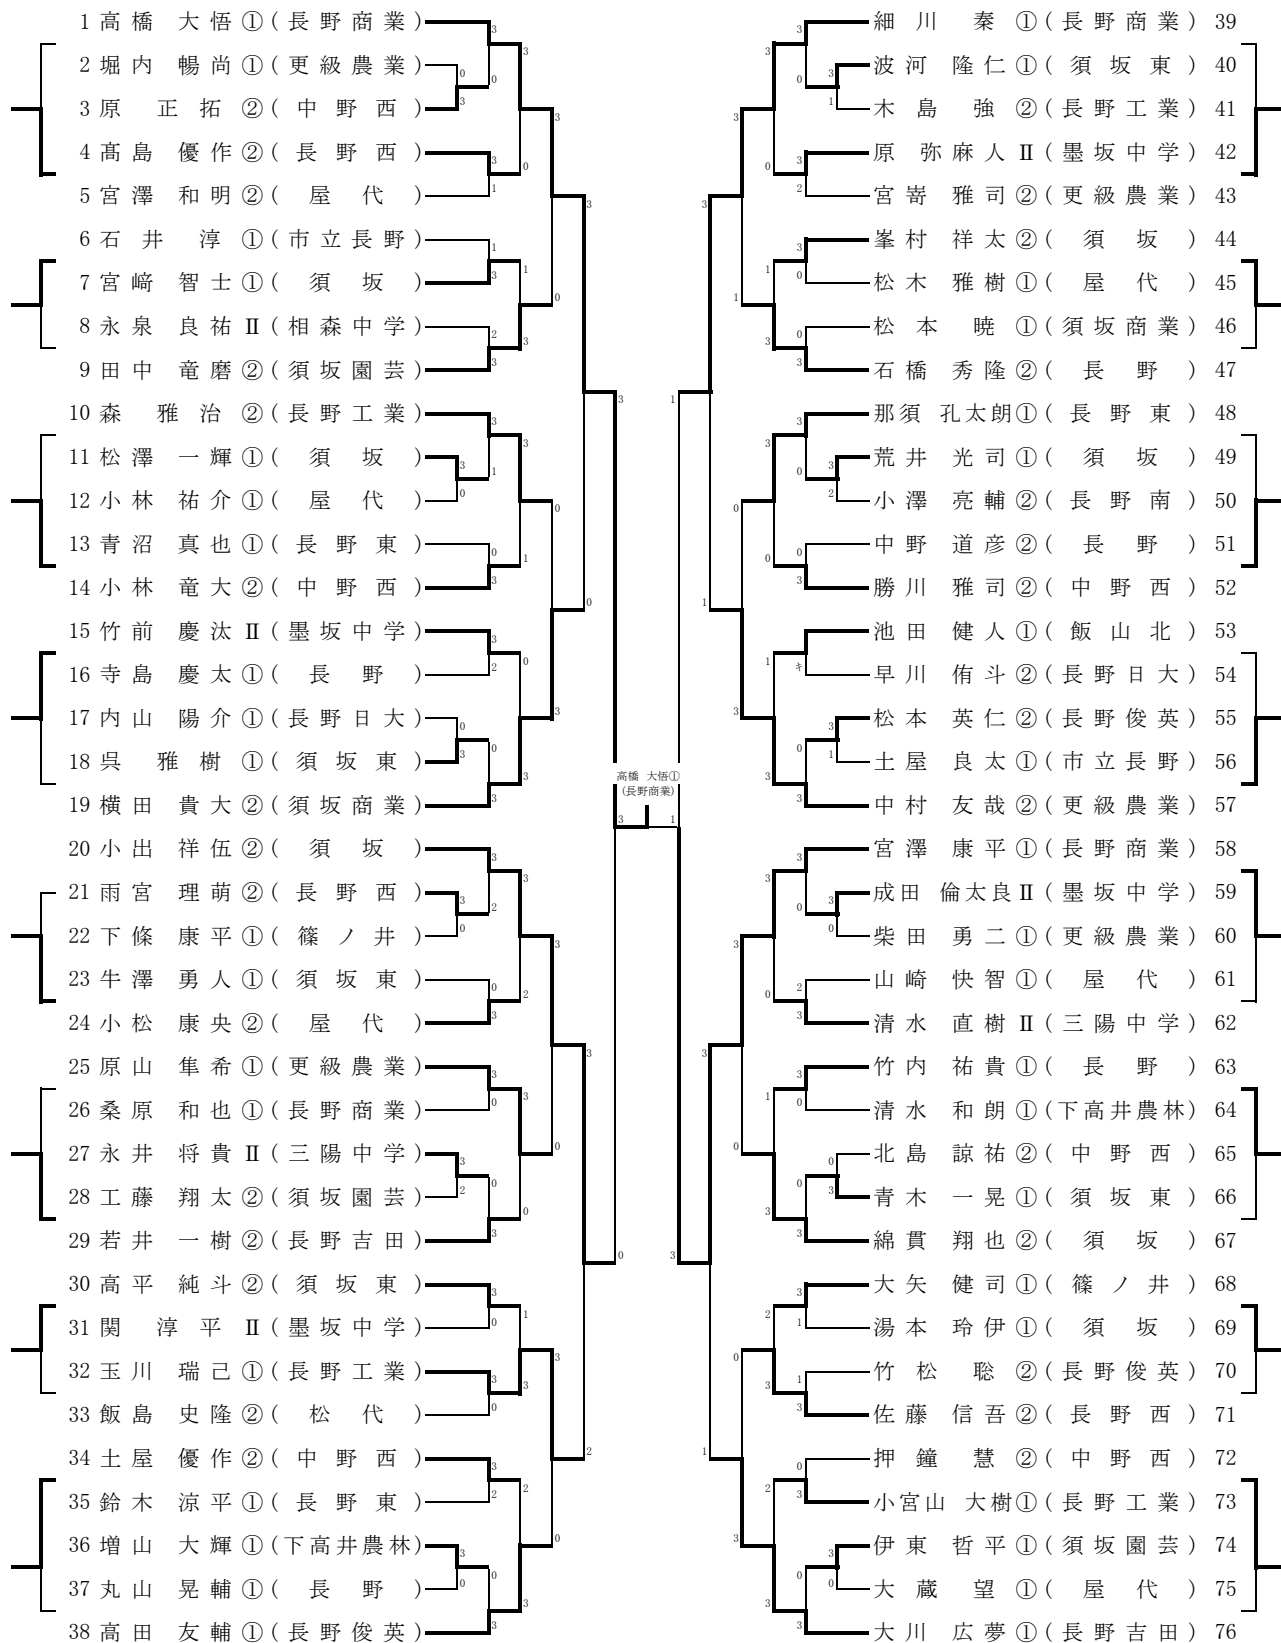 1 高橋 大悟 ① (長野商業)
2 堀内 暢尚 ① (更級農業)
3 原 正拓 ② (中野西)
4 髙島 優作 ② (長野西)
5 宮澤 和明 ② (屋代)
6 石井 淳 ① (市立長野)
7 宮﨑 智士 ① (須坂)
8 永泉 良祐 Ⅱ (相森中学)
9 田中 竜磨 ② (須坂園芸)
10 森 雅治 ② (長野工業)
11 松澤 一輝 ① (須坂)
12 小林 祐介 ① (屋代)
13 青沼 真也 ① (長野東)
14 小林 竜大 ② (中野西)
15 竹前 慶汰 Ⅱ (墨坂中学)
16 寺島 慶太 ① (長野)
17 内山 陽介 ① (長野日大)
18 呉 雅樹 ① (須坂東)
19 横田 貴大 ② (須坂商業)
20 小出 祥伍 ② (須坂)
21 雨宮 理萌 ② (長野西)
22 下條 康平 ① (篠ノ井)
23 牛澤 勇人 ① (須坂東)
24 小松 康央 ② (屋代)
25 原山 隼希 ① (更級農業)
26 桑原 和也 ① (長野商業)
27 永井 将貴 Ⅱ (三陽中学)
28 工藤 翔太 ② (須坂園芸)
29 若井 一樹 ② (長野吉田)
30 高平 純斗 ② (須坂東)
31 関 淳平 Ⅱ (墨坂中学)
32 玉川 瑞己 ① (長野工業)
33 飯島 史隆 ② (松代)
34 土屋 優作 ② (中野西)
35 鈴木 涼平 ① (長野東)
36 増山 大輝 ① (下高井農林)
37 丸山 晃輔 ① (長野)
38 高田 友輔 ① (長野俊英)
高橋 大悟①
(長野商業)
3 1
細川 秦 ① (長野商業) 39
波河 隆仁 ① (須坂東) 40
木島 強 ② (長野工業) 41
原 弥麻人 Ⅱ (墨坂中学) 42
宮嵜 雅司 ② (更級農業) 43
峯村 祥太 ② (須坂) 44
松木 雅樹 ① (屋代) 45
松本 暁 ① (須坂商業) 46
石橋 秀隆 ② (長野) 47
那須 孔太朗 ① (長野東) 48
荒井 光司 ① (須坂) 49
小澤 亮輔 ② (長野南) 50
中野 道彦 ② (長野) 51
勝川 雅司 ② (中野西) 52
池田 健人 ① (飯山北) 53
早川 侑斗 ② (長野日大) 54
松本 英仁 ② (長野俊英) 55
土屋 良太 ① (市立長野) 56
中村 友哉 ② (更級農業) 57
宮澤 康平 ① (長野商業) 58
成田 倫太良 Ⅱ (墨坂中学) 59
柴田 勇二 ① (更級農業) 60
山崎 快智 ① (屋代) 61
清水 直樹 Ⅱ (三陽中学) 62
竹内 祐貴 ① (長野) 63
清水 和朗 ① (下高井農林) 64
北島 諒祐 ② (中野西) 65
青木 一晃 ① (須坂東) 66
綿貫 翔也 ② (須坂) 67
大矢 健司 ① (篠ノ井) 68
湯本 玲伊 ① (須坂) 69
竹松 聡 ② (長野俊英) 70
佐藤 信吾 ② (長野西) 71
押鐘 慧 ② (中野西) 72
小宮山 大樹 ① (長野工業) 73
伊東 哲平 ① (須坂園芸) 74
大蔵 望 ① (屋代) 75
大川 広夢 ① (長野吉田) 76